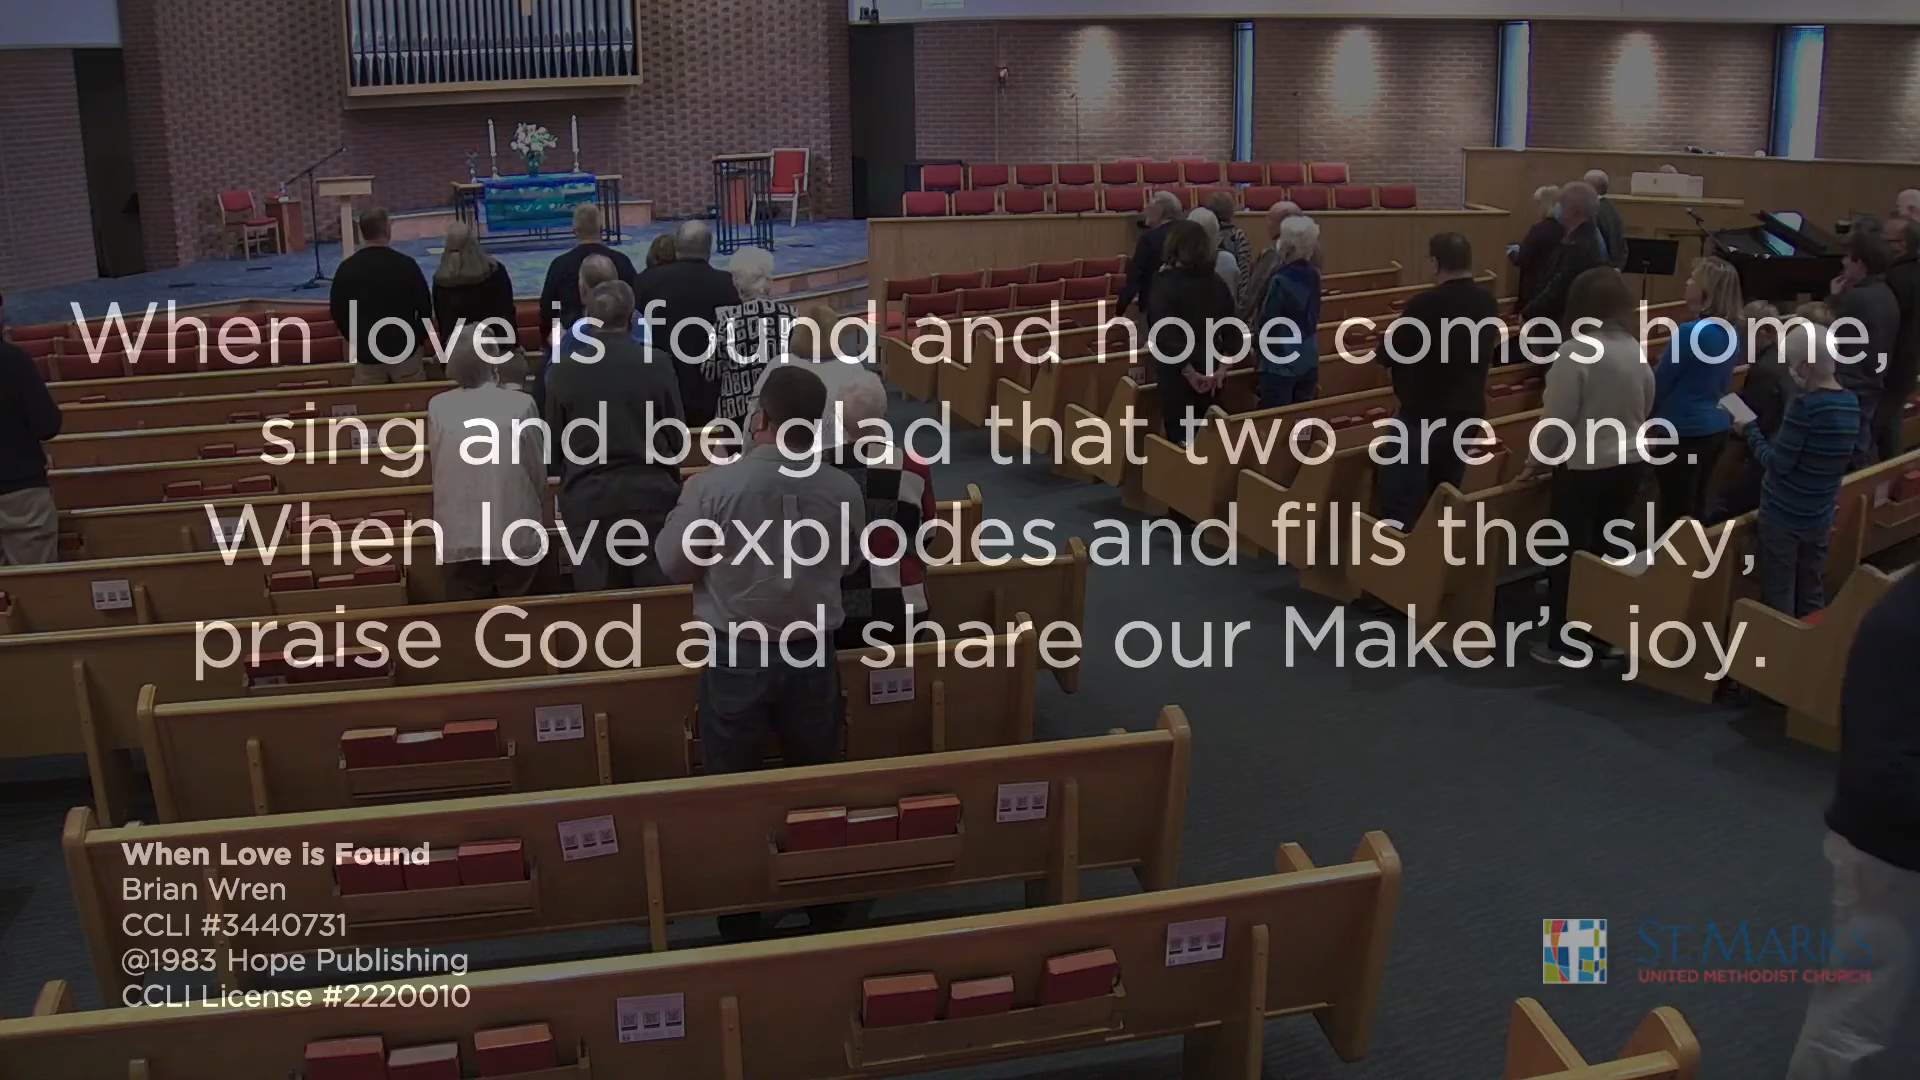 When love is found and hope comes home,
sing and be glad that two are one.
When love explodes and fills the sky,
praise God and share our Maker's joy.
When Love is Found
Brian Wren
CCLI #3440731
@1983 Hope Publishing
CCLI License #2220010
ST. MARKS
UNITED METHODIST CHURCH